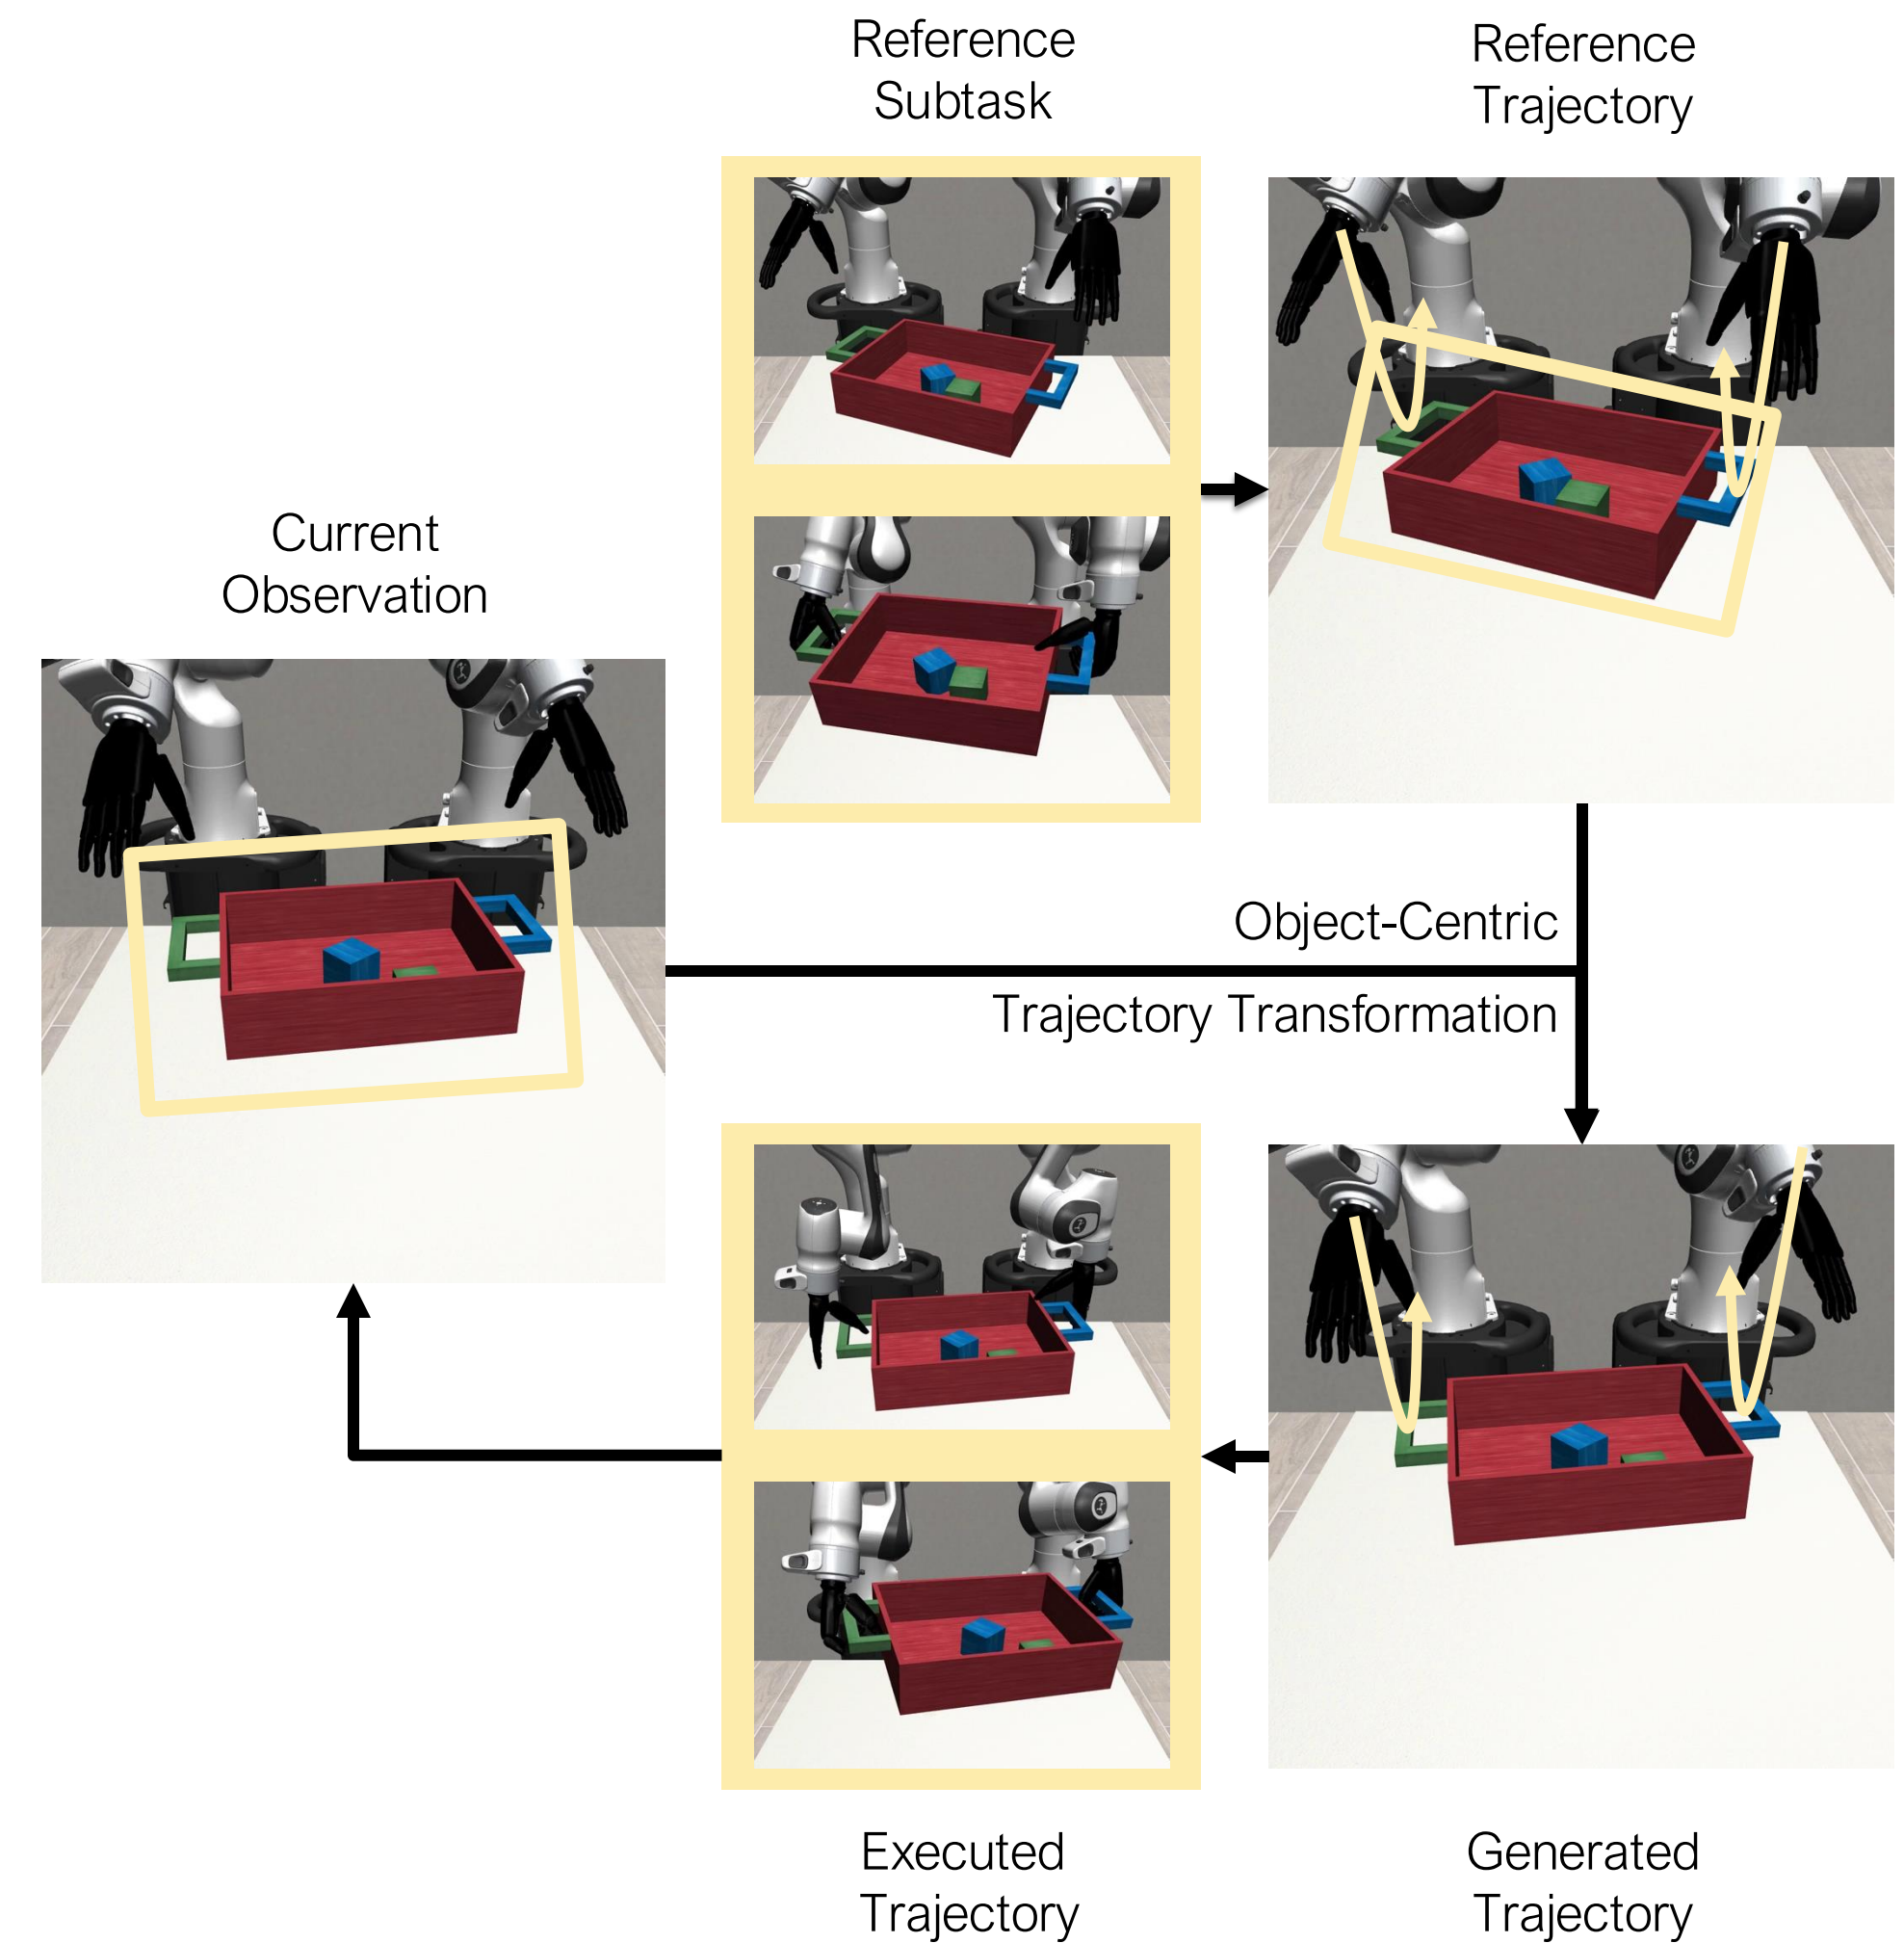 Reference
Subtask
Reference
Trajectory
Current
Observation
Object-Centric
Trajectory Transformation
Executed
Trajectory
Generated
Trajectory